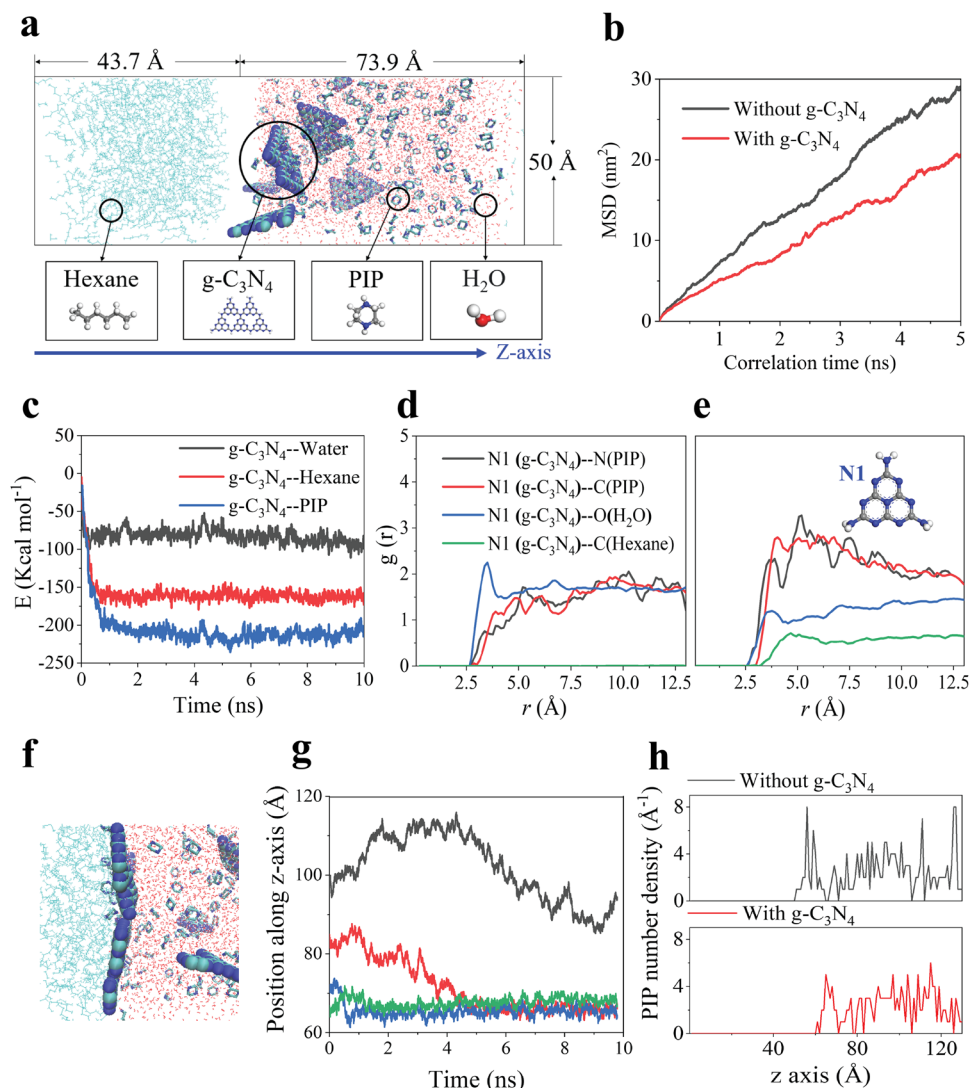 a
43.7 Å
73.9 Å
50 Å
Hexane
g-C₃N₄
PIP
H₂O
Z-axis
b
30
20
10
0
MSD (nm²)
Without g-C₃N₄
With g-C₃N₄
1
2
3
4
5
Correlation time (ns)
c
50
0
-50
-100
-150
-200
-250
E (Kcal mol⁻¹)
g-C₃N₄--Water
g-C₃N₄--Hexane
g-C₃N₄--PIP
0
2
4
6
8
10
Time (ns)
d
5
4
3
2
1
0
g (r)
N1 (g-C₃N₄)--N(PIP)
N1 (g-C₃N₄)--C(PIP)
N1 (g-C₃N₄)--O(H₂O)
N1 (g-C₃N₄)--C(Hexane)
2.5
5.0
7.5
10.0
12.5
r (Å)
e
N1
2.5
5.0
7.5
10.0
12.5
r (Å)
f
g
120
100
80
60
Position along z-axis (Å)
0
2
4
6
8
10
Time (ns)
h
Without g-C₃N₄
8
4
0
PIP number density (Å⁻¹)
With g-C₃N₄
8
4
0
40
80
120
z axis (Å)